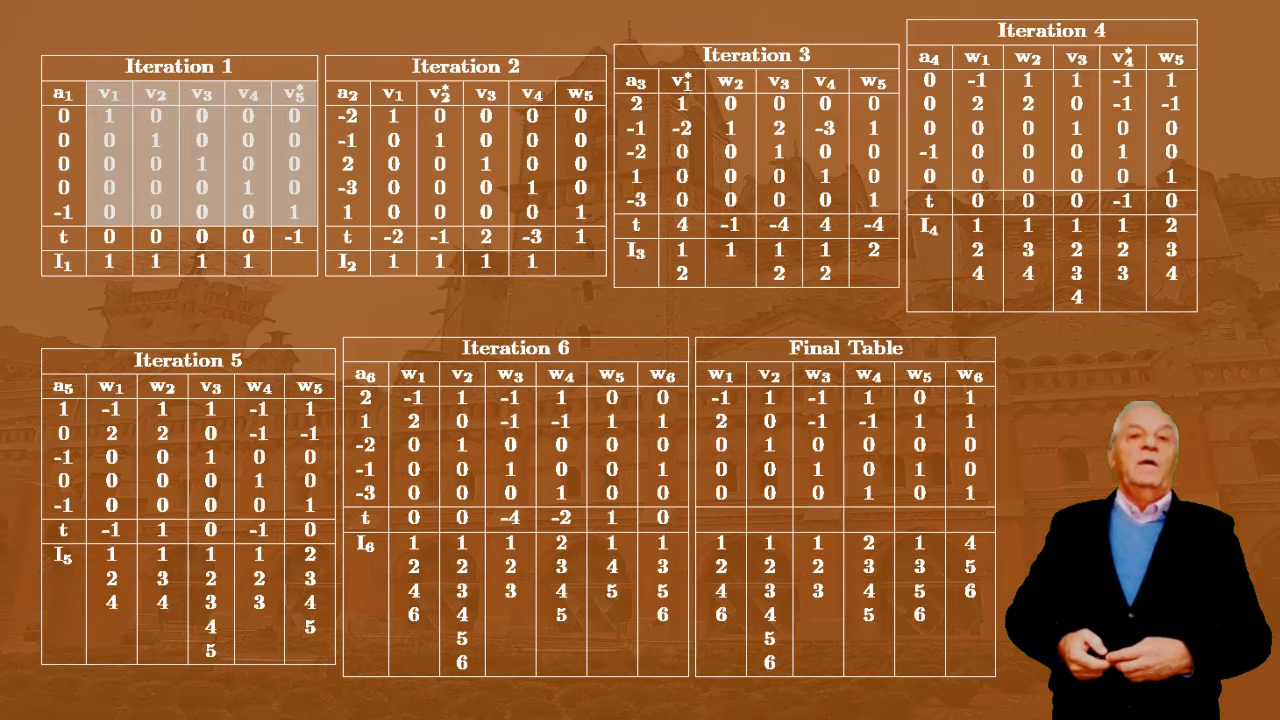 Iteration 1
a₁ v₁ v₂ v₃ v₄ v₅*
0 1 0 0 0 0
0 0 1 0 0 0
0 0 0 1 0 0
0 0 0 0 1 0
-1 0 0 0 0 1
t 0 0 0 0 -1
I₁ 1 1 1 1
Iteration 2
a₂ v₁ v₂* v₃ v₄ w₅
-2 1 0 0 0 0
-1 0 1 0 0 0
2 0 0 1 0 0
-3 0 0 0 1 0
1 0 0 0 0 1
t -2 -1 2 -3 1
I₂ 1 1 1 1
Iteration 3
a₃ v₁* w₂ v₃ v₄ w₅
2 1 0 0 0 0
-1 -2 1 2 -3 1
-2 0 0 1 0 0
1 0 0 0 1 0
-3 0 0 0 0 1
t 4 -1 -4 4 -4
I₃ 1 1 1 1 2
2 2 2
Iteration 4
a₄ w₁ w₂ v₃ v₄* w₅
0 -1 1 1 -1 1
0 2 2 0 -1 -1
0 0 0 1 0 0
-1 0 0 0 1 0
0 0 0 0 0 1
t 0 0 0 -1 0
I₄ 1 1 1 1 2
2 3 2 2 3
4 4 3 3 4
4
Iteration 5
a₅ w₁ w₂ v₃ w₄ w₅
1 -1 1 1 -1 1
0 2 2 0 -1 -1
-1 0 0 1 0 0
0 0 0 0 1 0
-1 0 0 0 0 1
t -1 1 0 -1 0
I₅ 1 1 1 1 2
2 3 2 2 3
4 4 3 3 4
4 5
5
Iteration 6
a₆ w₁ v₂ w₃ w₄ w₅ w₆
2 -1 1 -1 1 0 0
1 2 0 -1 -1 1 1
-2 0 1 0 0 0 0
-1 0 0 1 0 0 1
-3 0 0 0 1 0 0
t 0 0 -4 -2 1 0
I₆ 1 1 1 2 1 1
2 2 2 3 4 3
4 3 3 4 5 5
6 4 5 6
5
6
Final Table
w₁ v₂ w₃ w₄ w₅ w₆
-1 1 -1 1 0 1
2 0 -1 -1 1 1
0 1 0 0 0 0
0 0 1 0 1 0
0 0 0 1 0 1
1 1 1 2 1 4
2 2 2 3 3 5
4 3 3 4 5 6
6 4 5 6
5
6